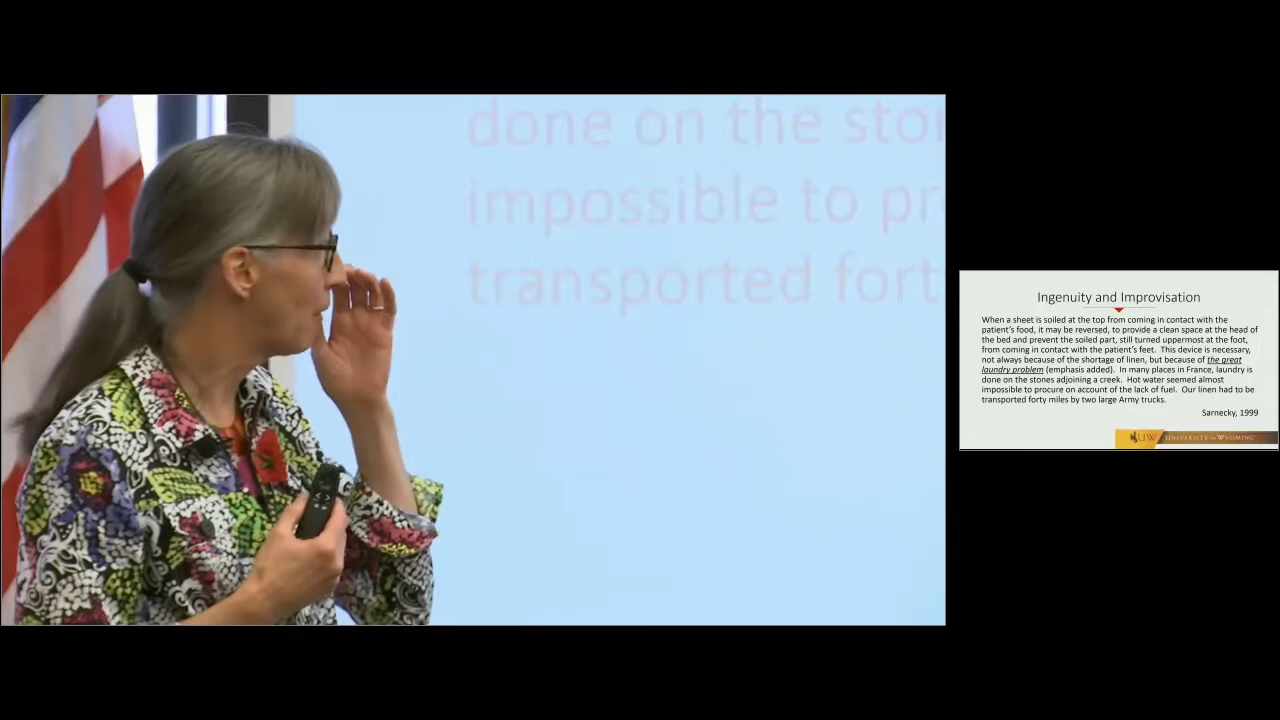 done on the
impossible to
transported
Ingenuity and Improvisation
When a sheet is soiled at the top from coming in contact with the
patient's food, it may be reversed, to provide a clean space at the head of
the bed and prevent the soiled part, still turned uppermost at the foot,
from coming in contact with the patient's feet. This device is necessary,
not always because of the shortage of linen, but because of the great
laundry problem (emphasis added). In many places in France, laundry is
done on the stones adjoining a creek. Hot water seemed almost
impossible to procure on account of the lack of fuel. Our linen had to be
transported forty miles by two large Army trucks.
Sarnecky, 1999
UW UNIVERSITY OF WYOMING